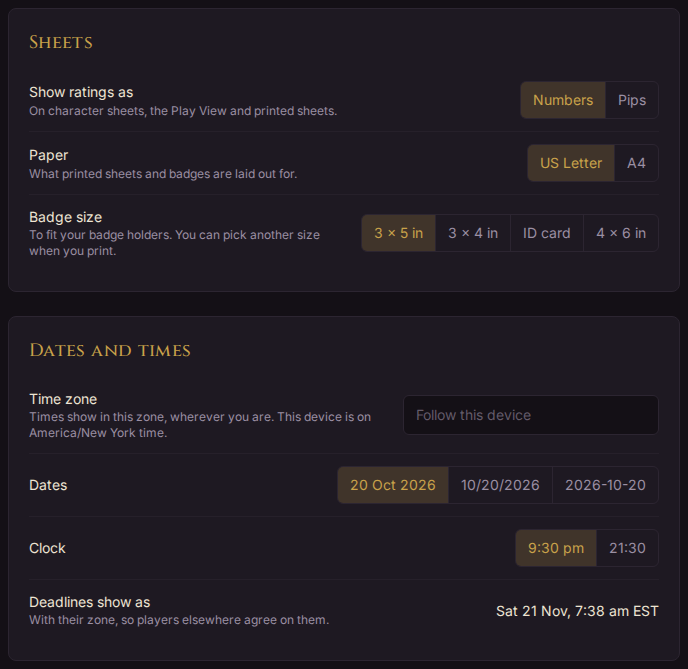 Sheets
Show ratings as
On character sheets, the Play View and printed sheets.
Numbers
Pips
Paper
What printed sheets and badges are laid out for.
US Letter
A4
Badge size
To fit your badge holders. You can pick another size
when you print.
3 × 5 in
3 × 4 in
ID card
4 × 6 in
Dates and times
Time zone
Times show in this zone, wherever you are. This device is on
America/New York time.
Follow this device
Dates
20 Oct 2026
10/20/2026
2026-10-20
Clock
9:30 pm
21:30
Deadlines show as
With their zone, so players elsewhere agree on them.
Sat 21 Nov, 7:38 am EST